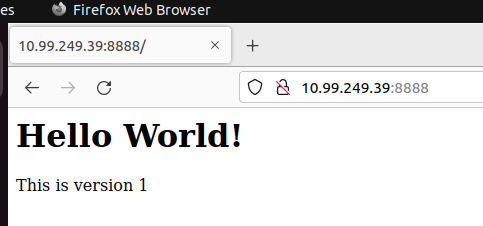 es Firefox Web Browser
10.99.249.39:8888/
10.99.249.39:8888
Hello World!
This is version 1